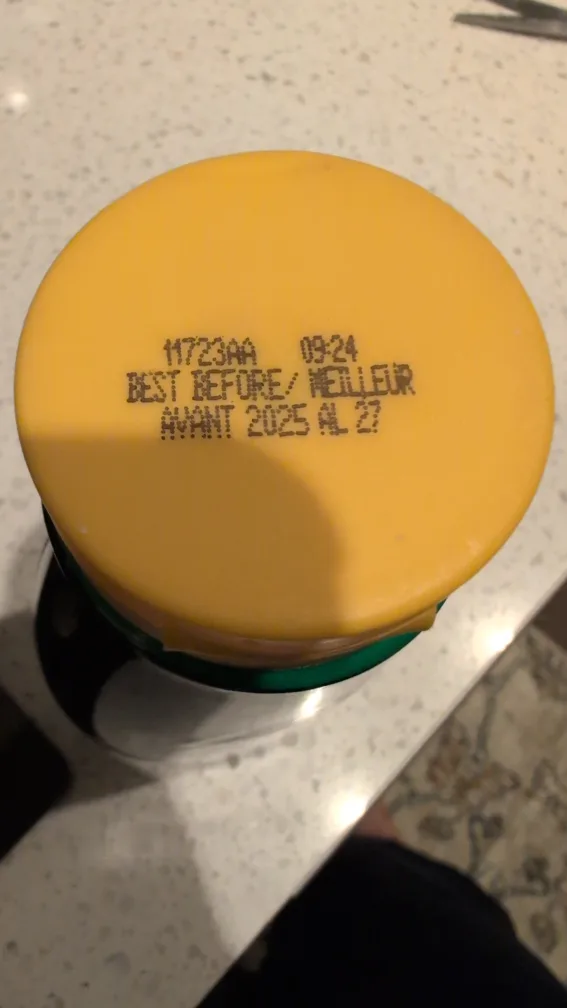 11723AA 09:24
BEST BEFORE/ MEILLEUR
AVANT 2025 AL 27